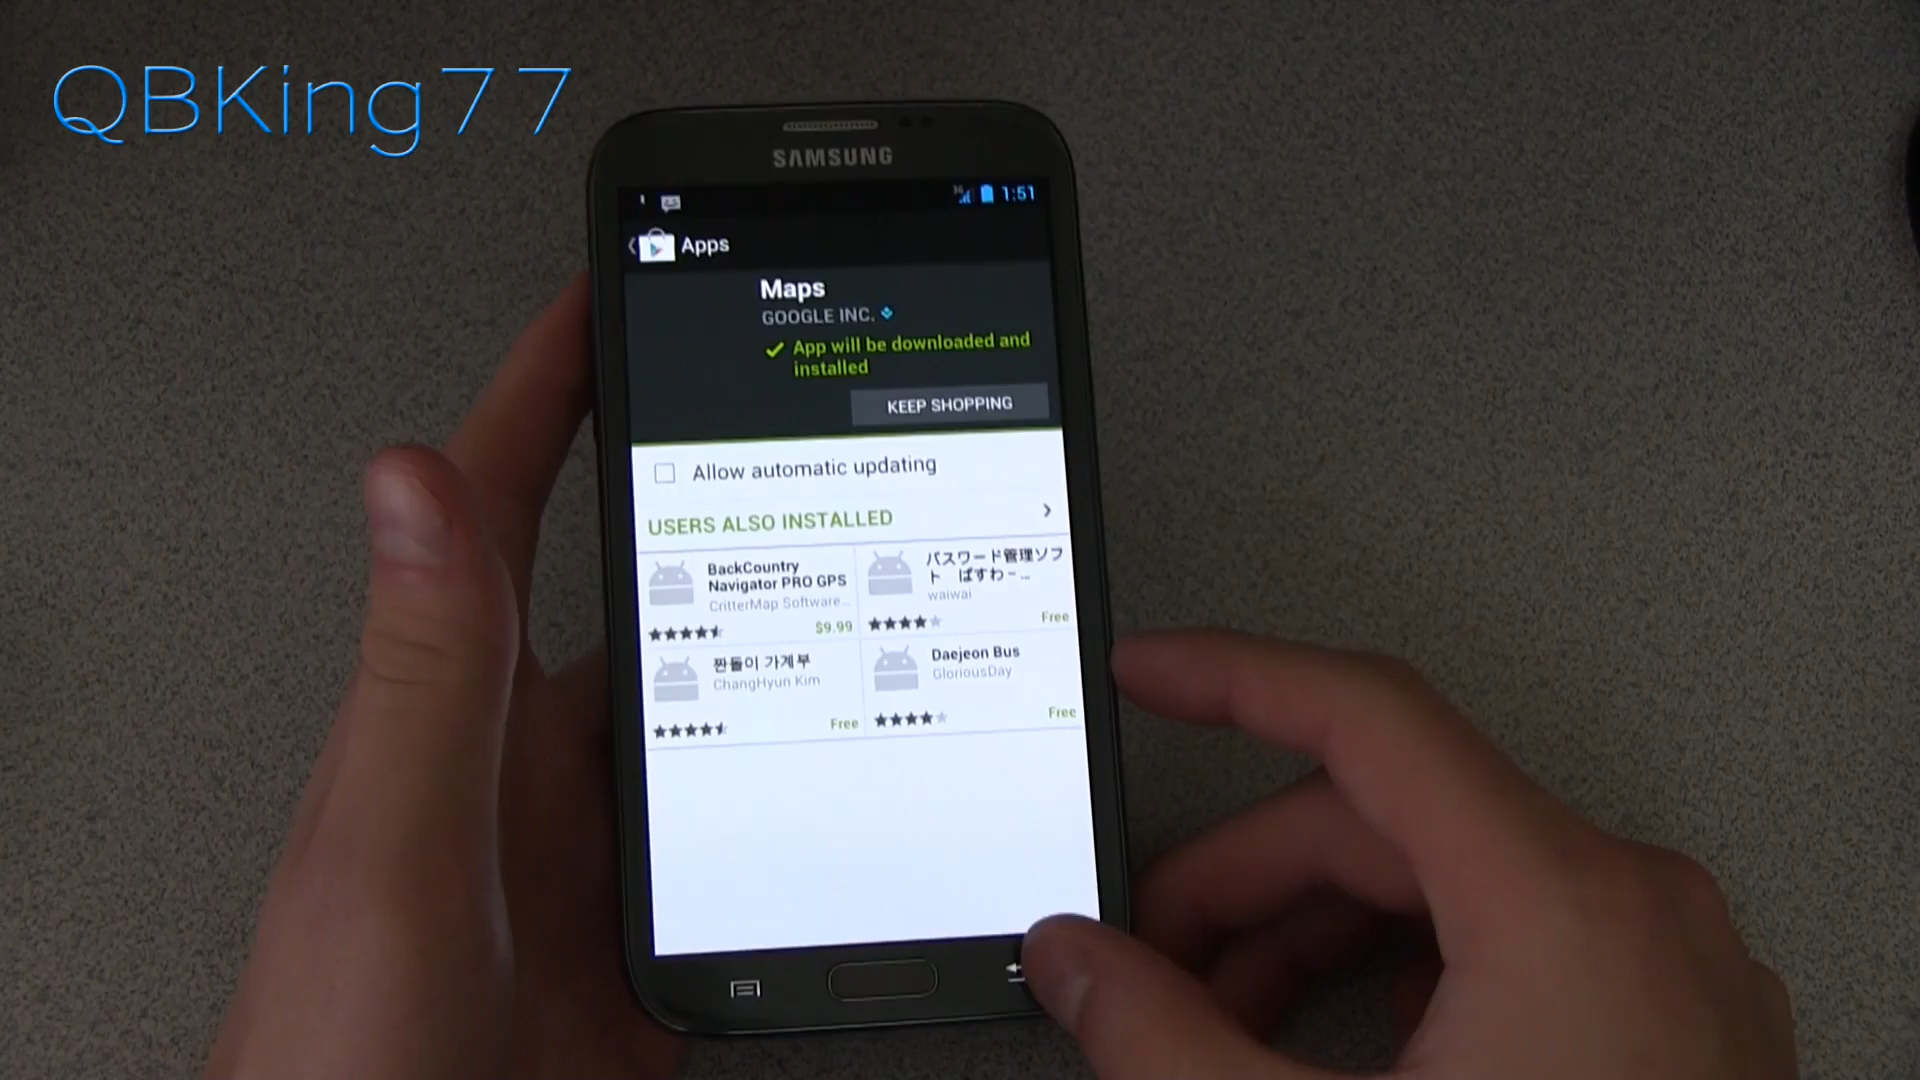 QBKing77
SAMSUNG
3G 1:51
Apps
Maps
GOOGLE INC.
App will be downloaded and
installed
KEEP SHOPPING
Allow automatic updating
USERS ALSO INSTALLED
BackCountry
Navigator PRO GPS
CritterMap Software...
$9.99
パスワード管理ソフ
ト ぱすわ－...
waiwai
Free
짠돌이 가계부
ChangHyun Kim
Free
Daejeon Bus
GloriousDay
Free